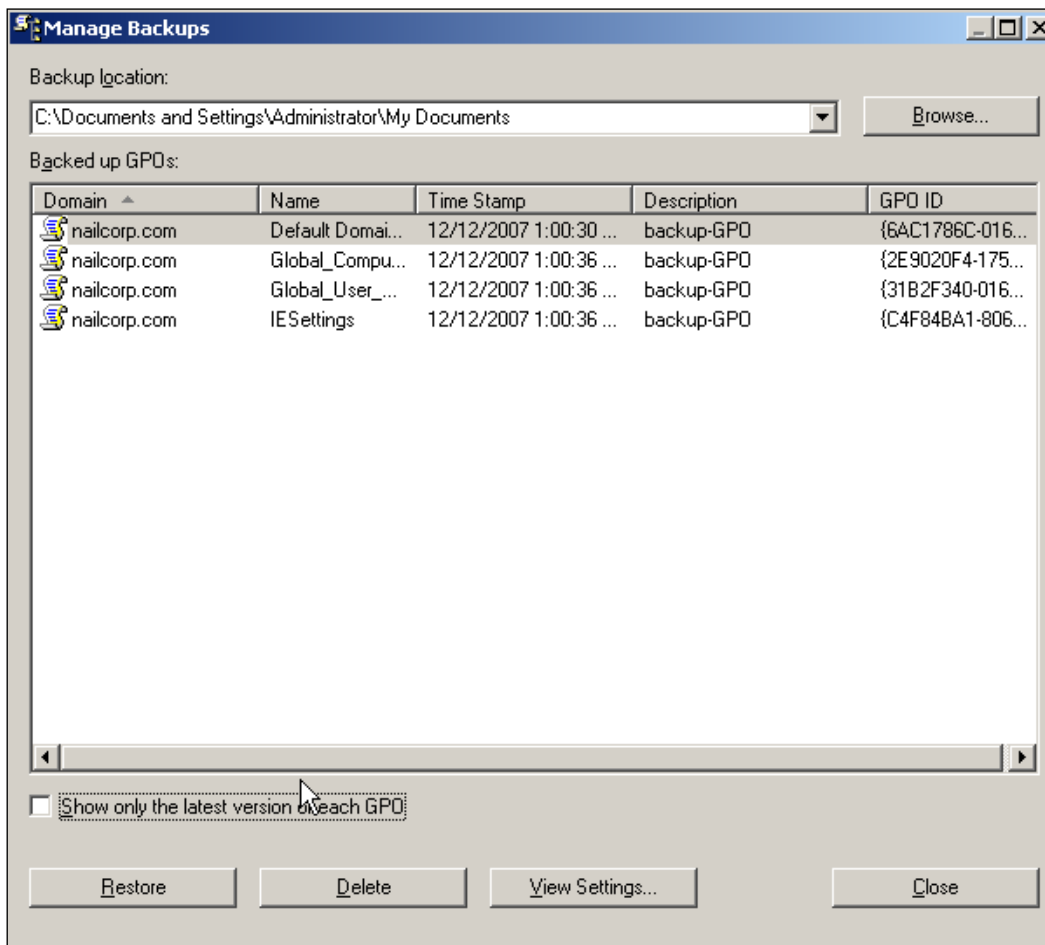 Manage Backups
Backup location:
C:\Documents and Settings\Administrator\My Documents
Browse...
Backed up GPOs:
Domain Name Time Stamp Description GPO ID
nailcorp.com Default Domai... 12/12/2007 1:00:30 ... backup-GPO {6AC1786C-016...
nailcorp.com Global_Compu... 12/12/2007 1:00:36 ... backup-GPO {2E9020F4-175...
nailcorp.com Global_User_... 12/12/2007 1:00:36 ... backup-GPO {31B2F340-016...
nailcorp.com IESettings 12/12/2007 1:00:36 ... backup-GPO {C4F84BA1-806...
Show only the latest version of each GPO
Restore Delete View Settings... Close